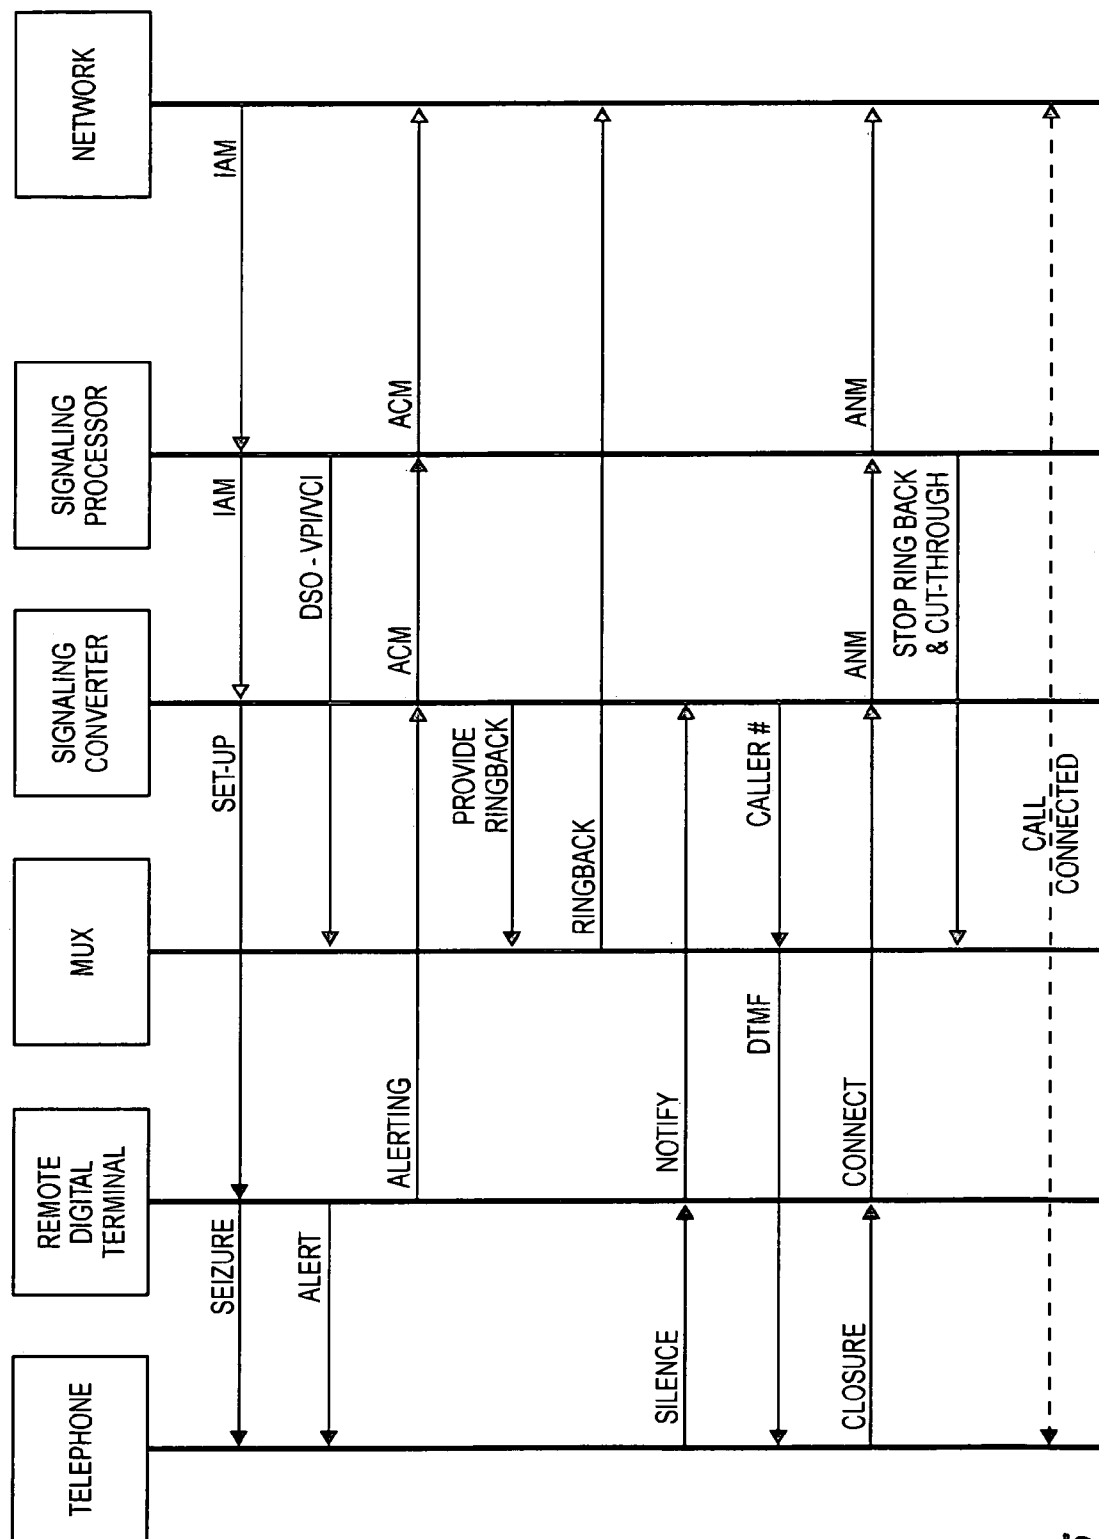 TELEPHONE
REMOTE
DIGITAL
TERMINAL
MUX
SIGNALING
CONVERTER
SIGNALING
PROCESSOR
NETWORK
SEIZURE
SET-UP
IAM
IAM
ALERT
DSO - VPI/VCI
ALERTING
ACM
ACM
PROVIDE
RINGBACK
RINGBACK
SILENCE
NOTIFY
DTMF
CALLER #
CLOSURE
CONNECT
ANM
ANM
STOP RING BACK
& CUT-THROUGH
CALL
CONNECTED